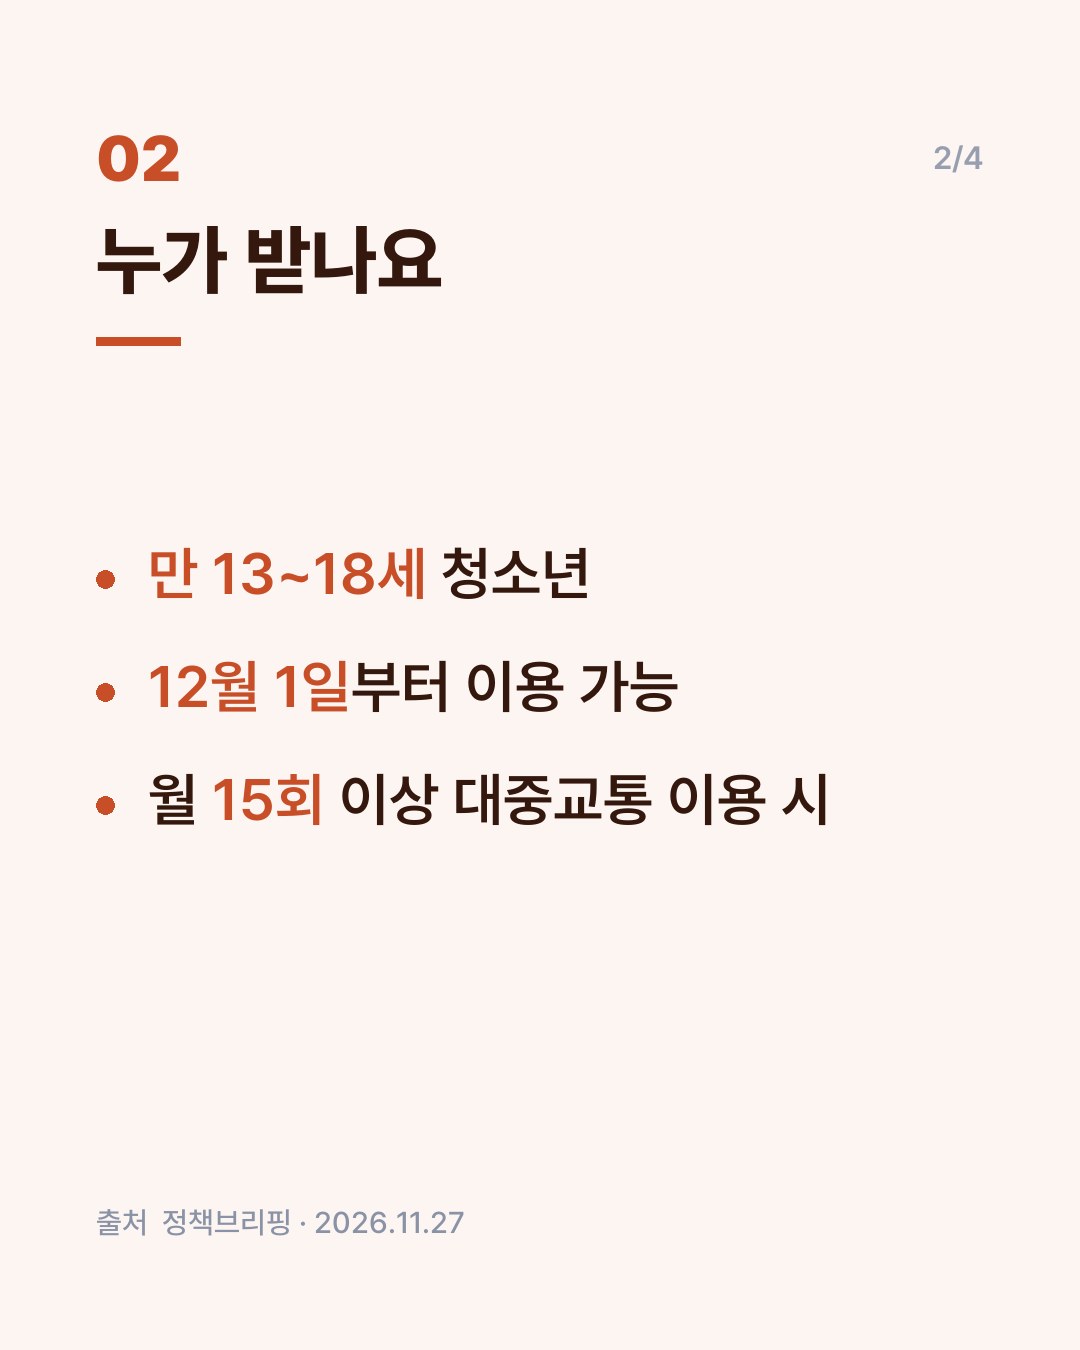 02
2/4
누가 받나요
• 만 13~18세 청소년
• 12월 1일부터 이용 가능
• 월 15회 이상 대중교통 이용 시
출처 정책브리핑 · 2026.11.27